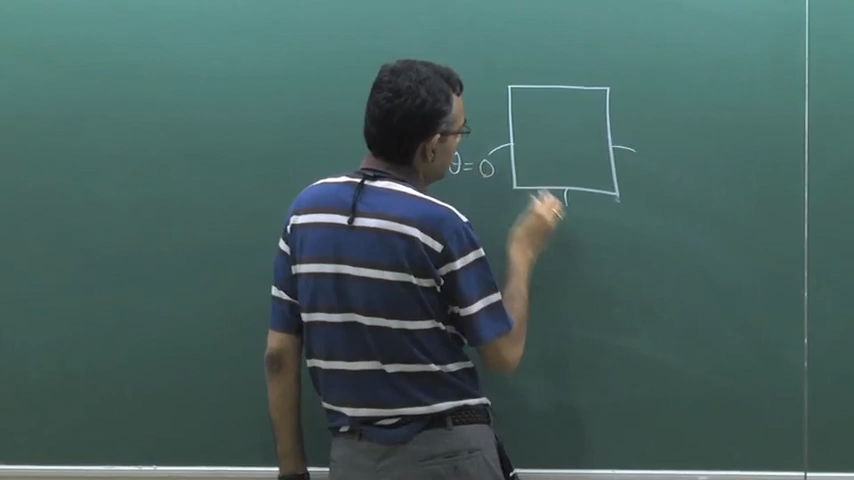 θ = 0